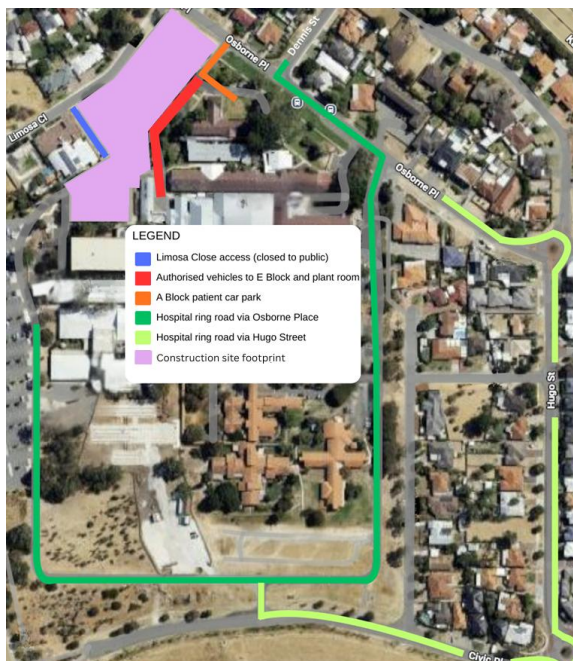 Pl
Osborne Pl
Dennis St
Limosa Cl
Osborne Pl
LEGEND
Limosa Close access (closed to public)
Authorised vehicles to E Block and plant room
A Block patient car park
Hospital ring road via Osborne Place
Hospital ring road via Hugo Street
Construction site footprint
Hugo St